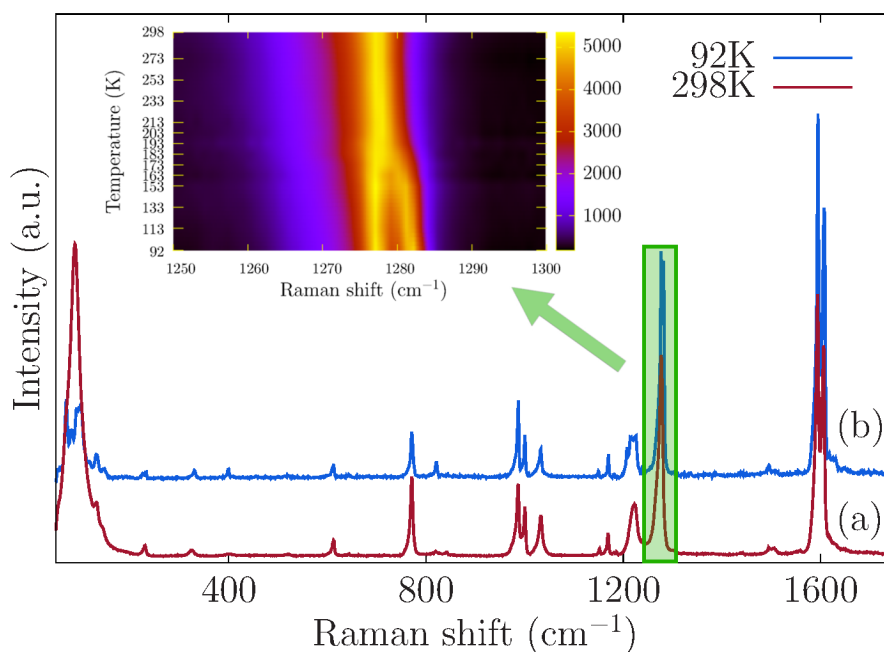 298
273
253
233
213
203
193
183
173
163
153
133
113
92
Temperature (K)
1250 1260 1270 1280 1290 1300
Raman shift (cm⁻¹)
5000
4000
3000
2000
1000
92K
298K
Intensity (a.u.)
(b)
(a)
400 800 1200 1600
Raman shift (cm⁻¹)